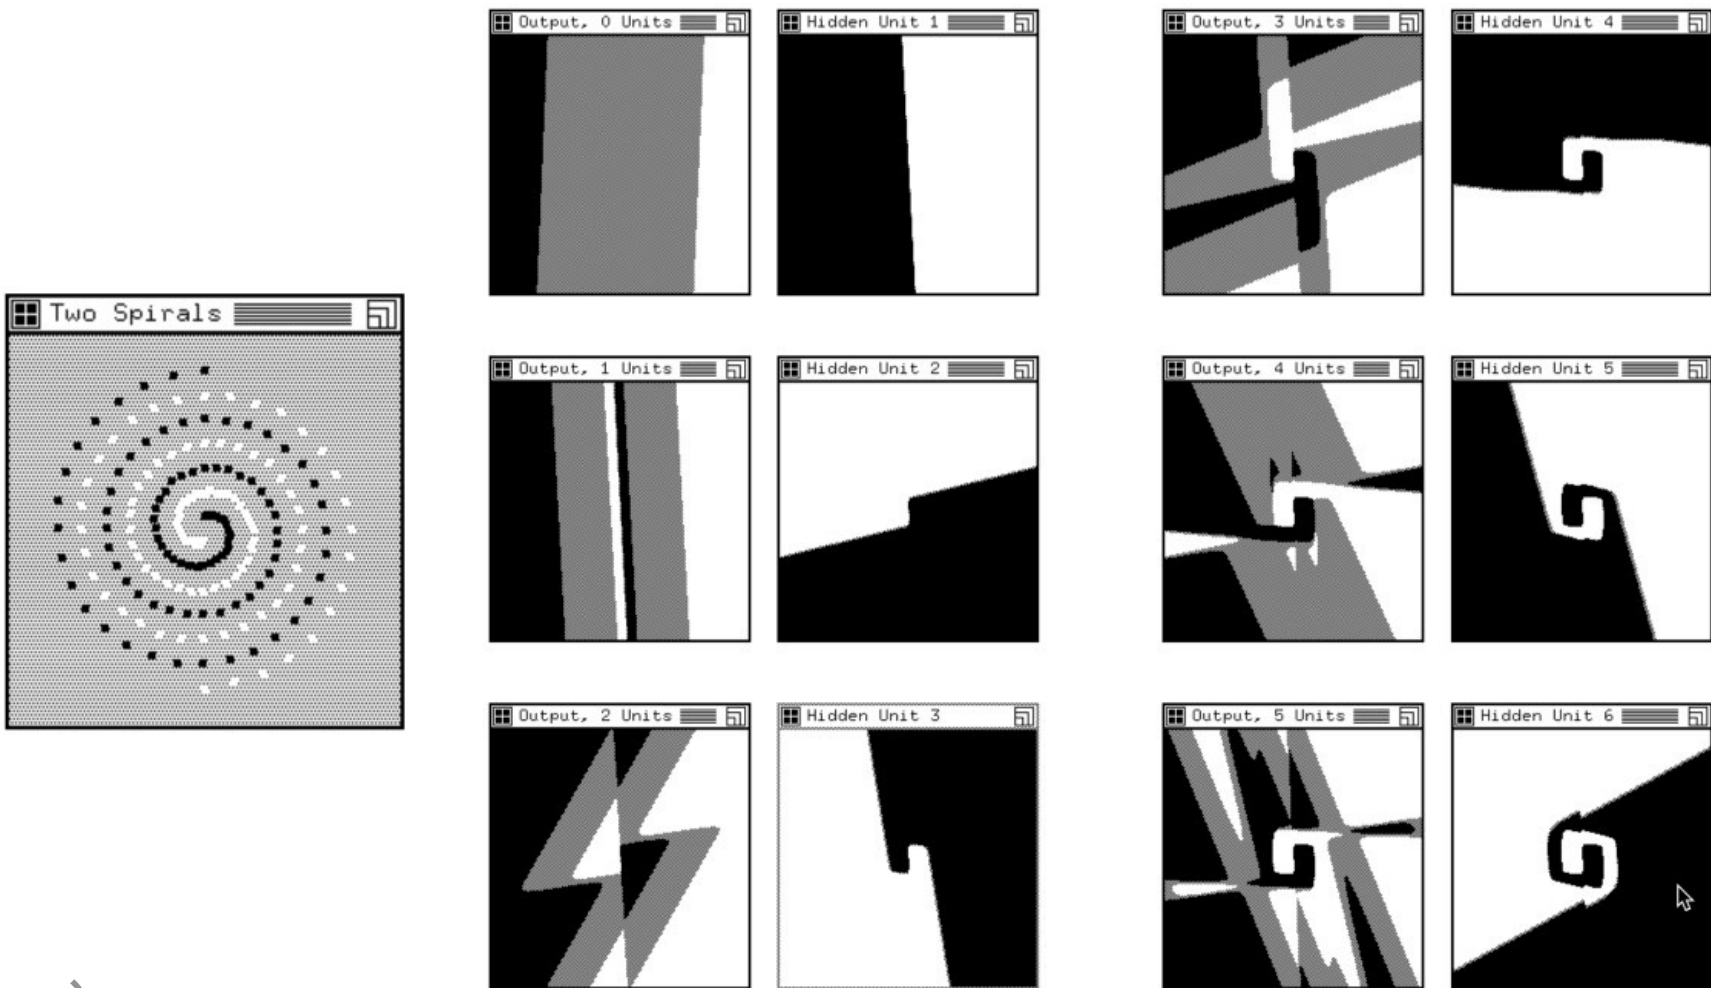 Output, 0 Units
Hidden Unit 1
Output, 3 Units
Hidden Unit 4
Two Spirals
Output, 1 Units
Hidden Unit 2
Output, 4 Units
Hidden Unit 5
Output, 2 Units
Hidden Unit 3
Output, 5 Units
Hidden Unit 6